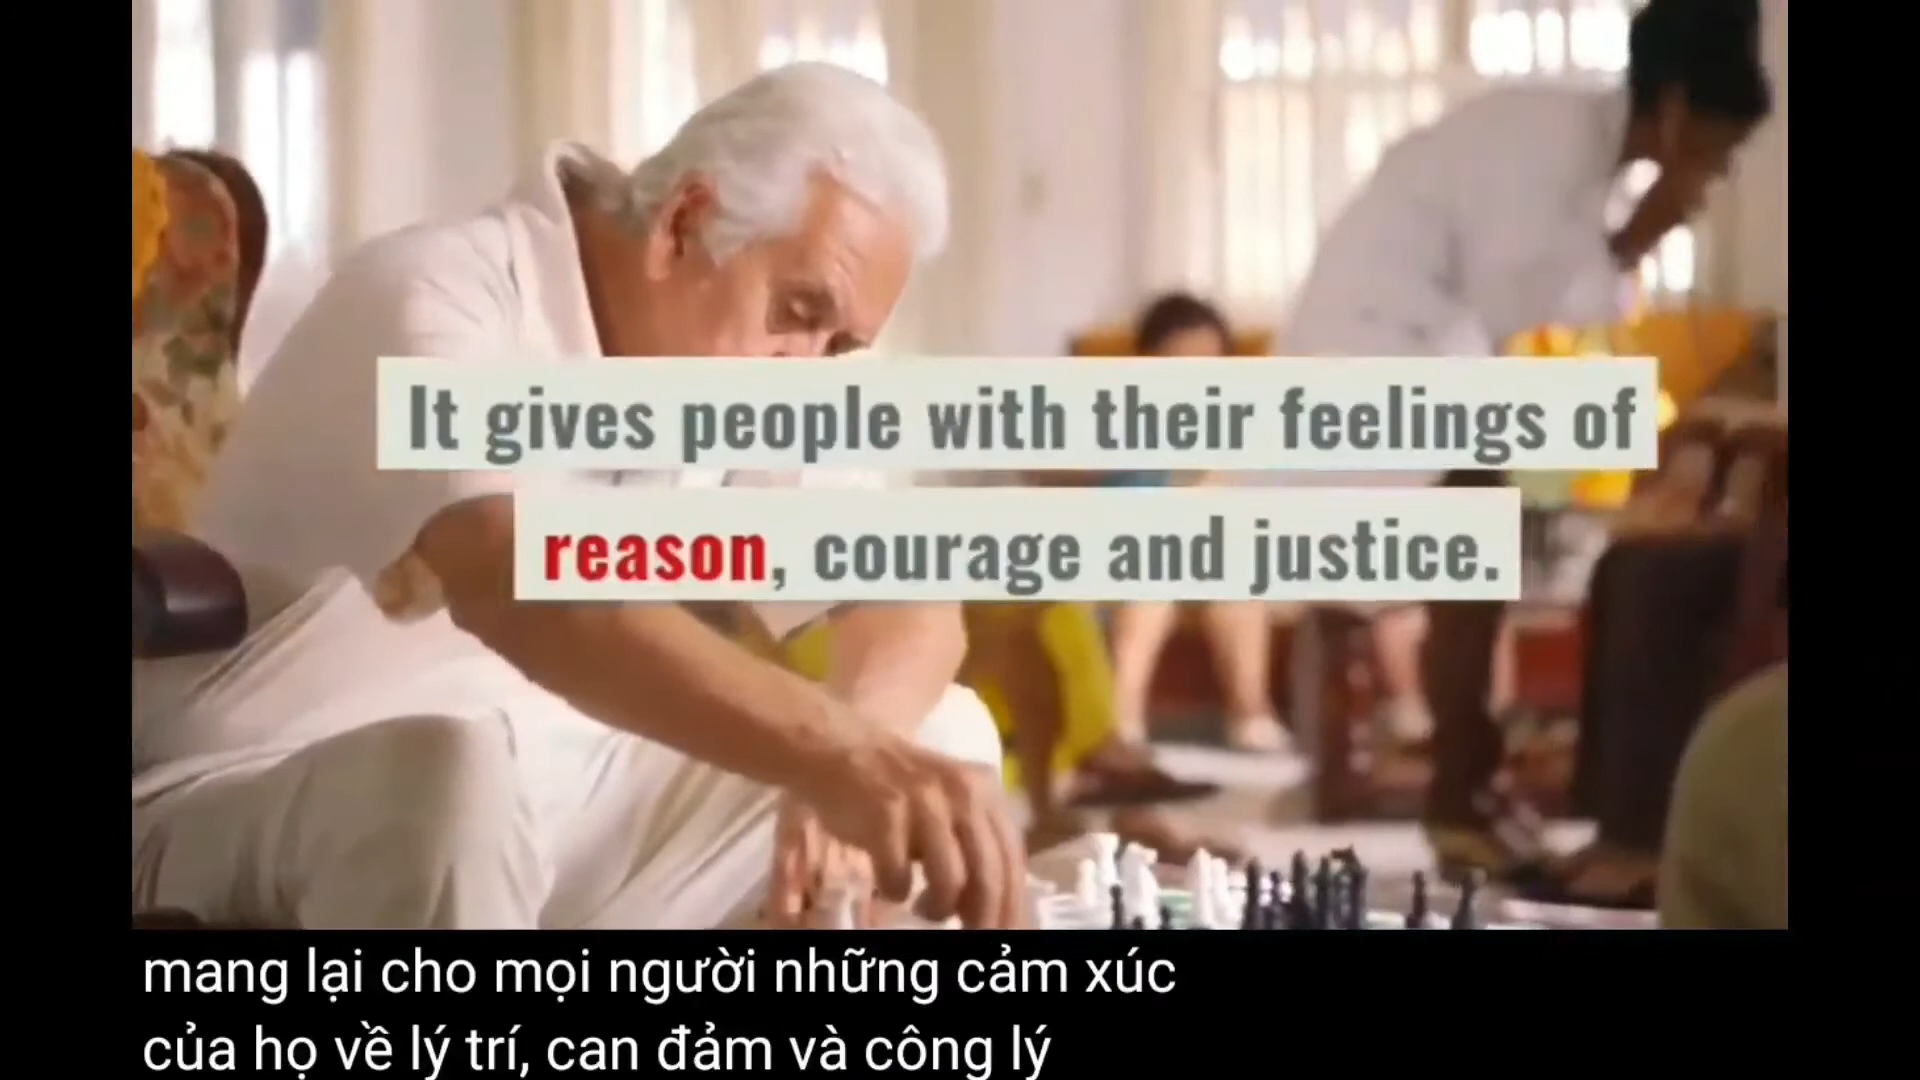 It gives people with their feelings of
reason, courage and justice.
mang lại cho mọi người những cảm xúc
của họ về lý trí, can đảm và công lý